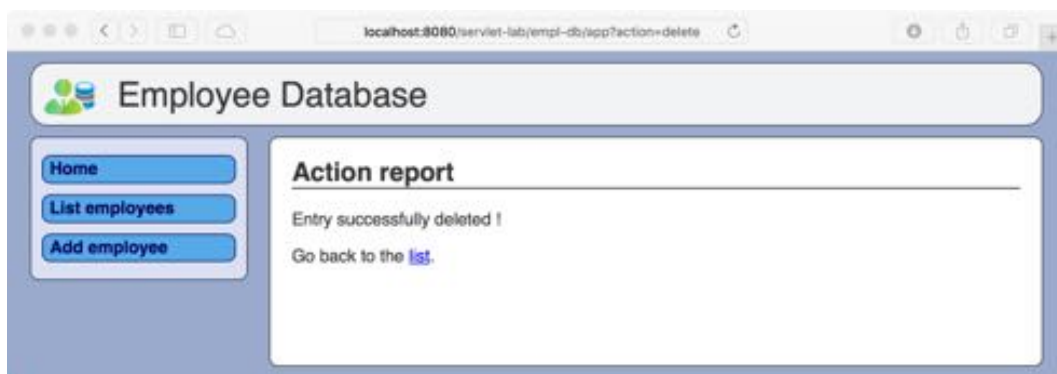 localhost:8080/servlet-lab/empl-db/app?action=delete
Employee Database
Home
List employees
Add employee
Action report
Entry successfully deleted !
Go back to the list.